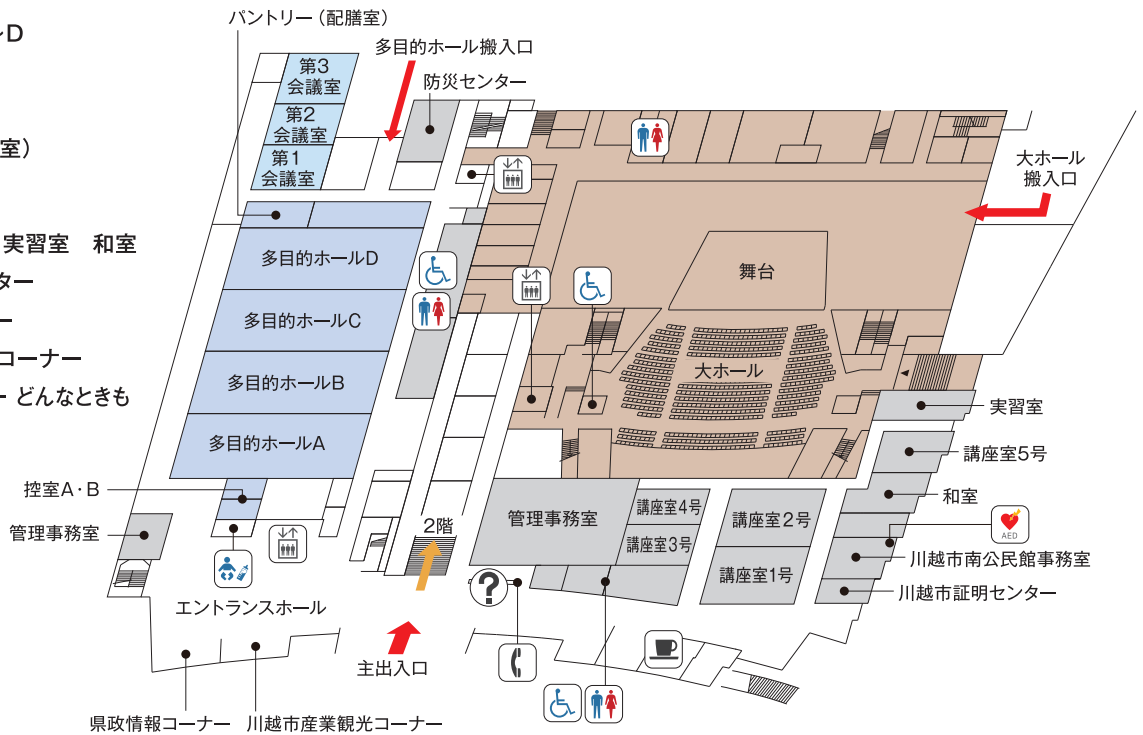 D
室）
実習室　和室
ター
ー
コーナー
どんなときも
パントリー（配膳室）
多目的ホール搬入口
防災センター
第3
会議室
第2
会議室
第1
会議室
大ホール
搬入口
多目的ホールD
多目的ホールC
多目的ホールB
多目的ホールA
舞台
大ホール
実習室
講座室5号
和室
AED
川越市南公民館事務室
川越市証明センター
控室A・B
管理事務室
エントランスホール
2階
管理事務室
講座室4号
講座室3号
講座室2号
講座室1号
?
主出入口
県政情報コーナー
川越市産業観光コーナー